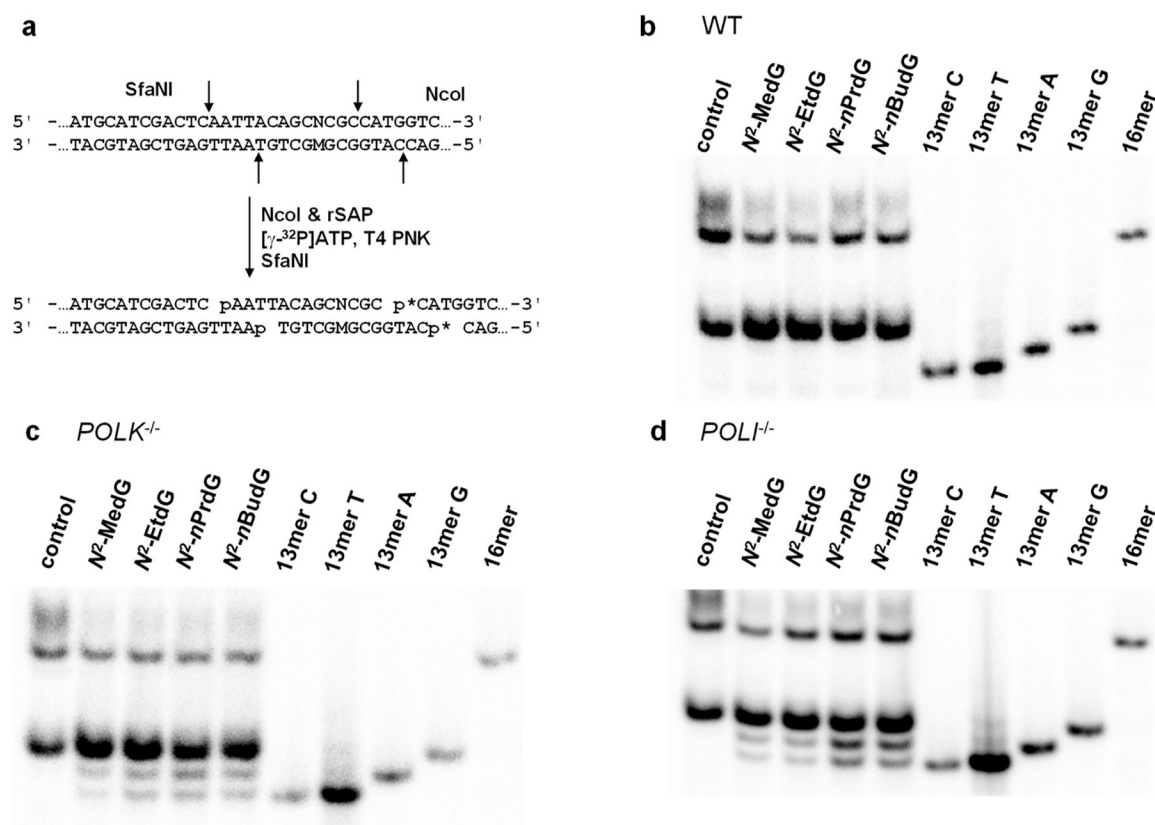 a
SfaNI
NcoI
5' -…ATGCATCGACTCAATTACAGCNCGCCATGGTC…-3'
3' -…TACGTAGCTGAGTTAATGTCGMGCGGTACCAG…-5'
NcoI & rSAP
[γ-³²P]ATP, T4 PNK
SfaNI
5' -…ATGCATCGACTC pAATTACAGCNCGC p*CATGGTC…-3'
3' -…TACGTAGCTGAGTTAAp TGTCGMGCGGTACp* CAG…-5'
b WT
control
N²-MedG
N²-EtdG
N²-nPrdG
N²-nBudG
13mer C
13mer T
13mer A
13mer G
16mer
c POLK-/-
control
N²-MedG
N²-EtdG
N²-nPrdG
N²-nBudG
13mer C
13mer T
13mer A
13mer G
16mer
d POLI-/-
control
N²-MedG
N²-EtdG
N²-nPrdG
N²-nBudG
13mer C
13mer T
13mer A
13mer G
16mer